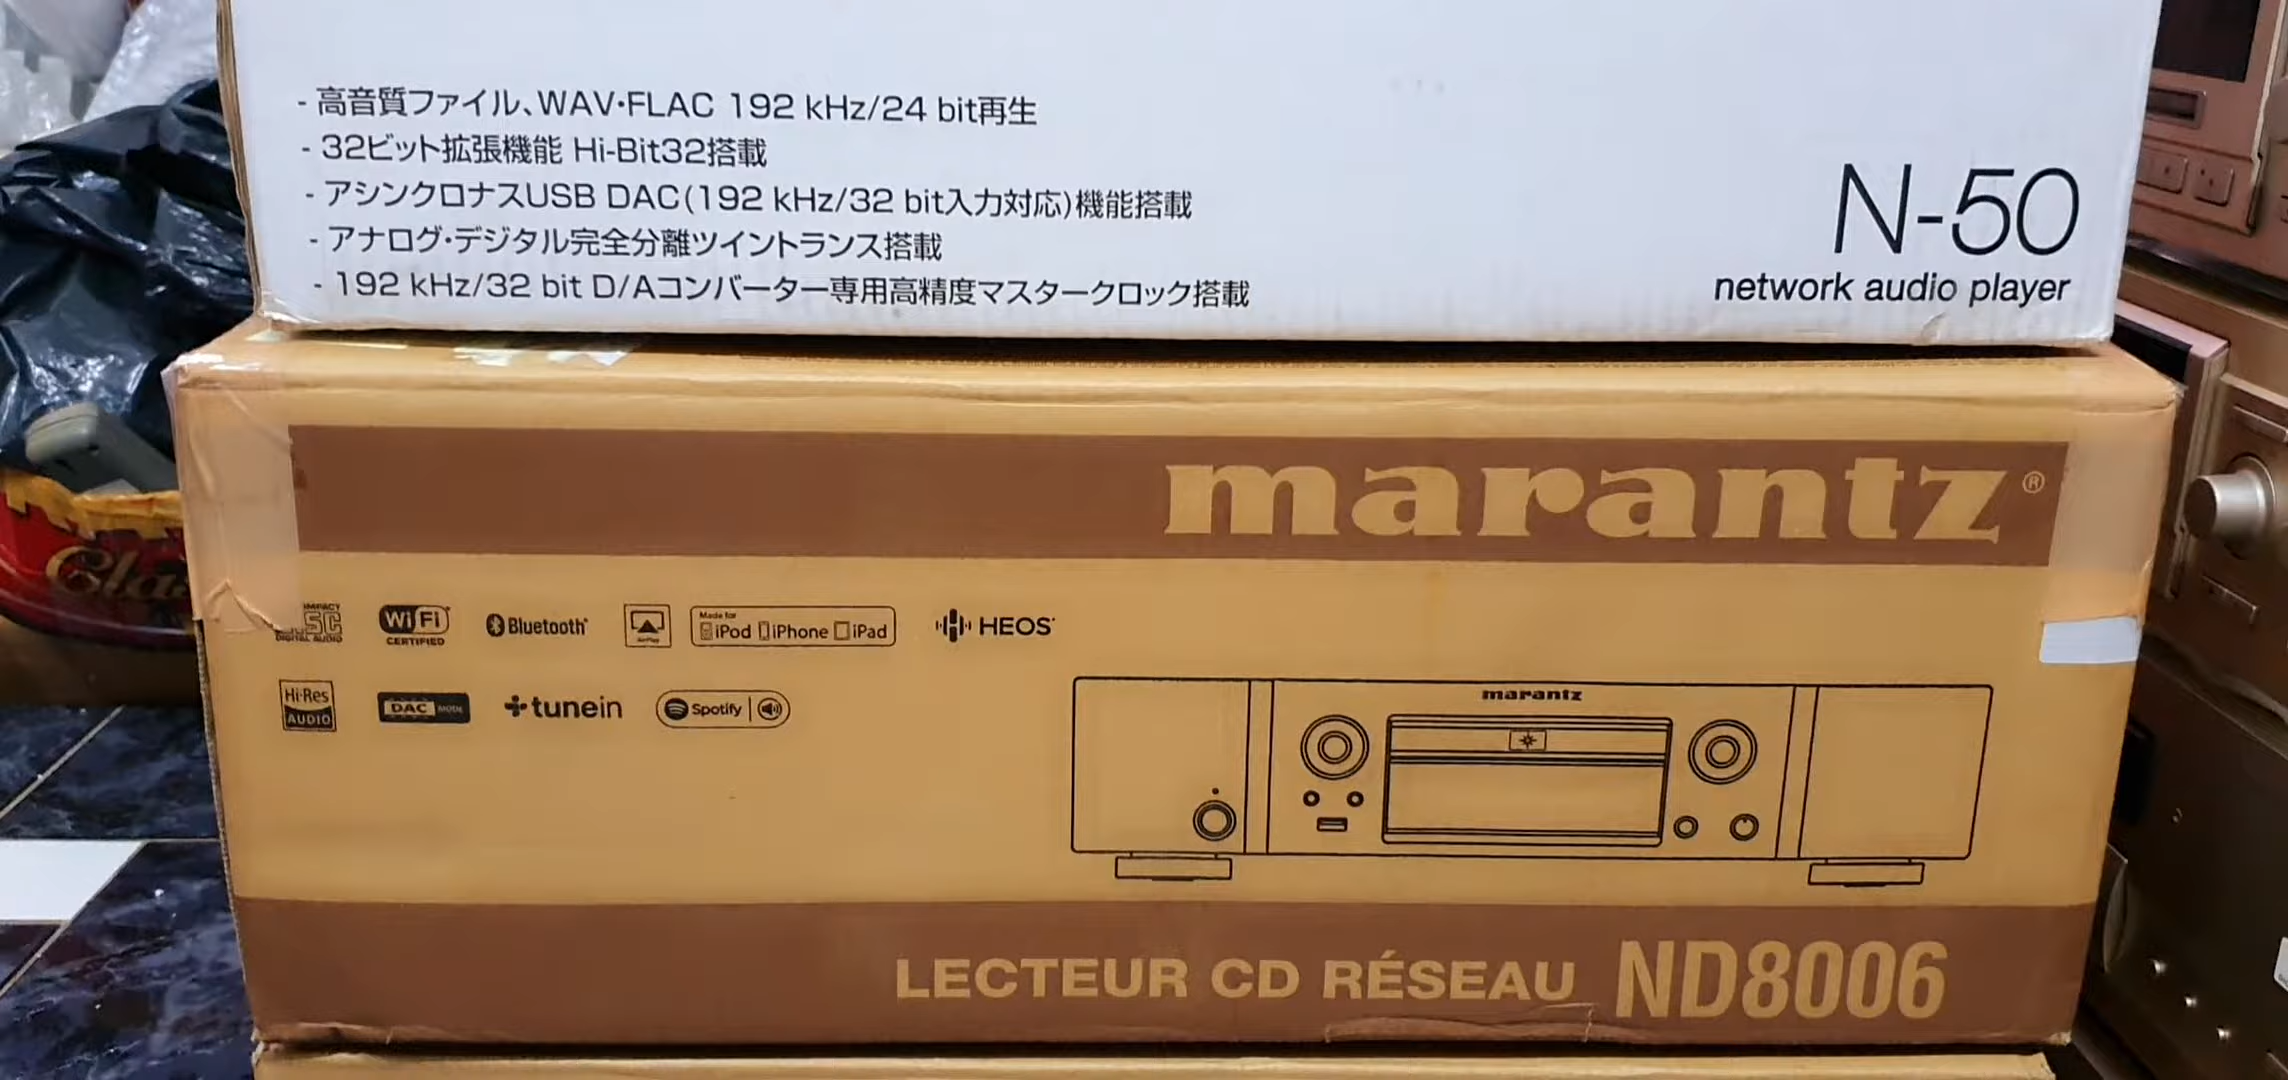 - 高音質ファイル、WAV・FLAC 192 kHz/24 bit再生
- 32ビット拡張機能 Hi-Bit32搭載
- アシンクロナスUSB DAC(192 kHz/32 bit入力対応)機能搭載
- アナログ・デジタル完全分離ツイントランス搭載
- 192 kHz/32 bit D/Aコンバーター専用高精度マスタークロック搭載
N-50
network audio player
marantz®
DIGITAL AUDIO
Wi Fi
CERTIFIED
Bluetooth®
AirPlay
Made for
iPod iPhone iPad
HEOS
Hi-Res
AUDIO
DAC MODE
tunein
Spotify
marantz
LECTEUR CD RÉSEAU ND8006